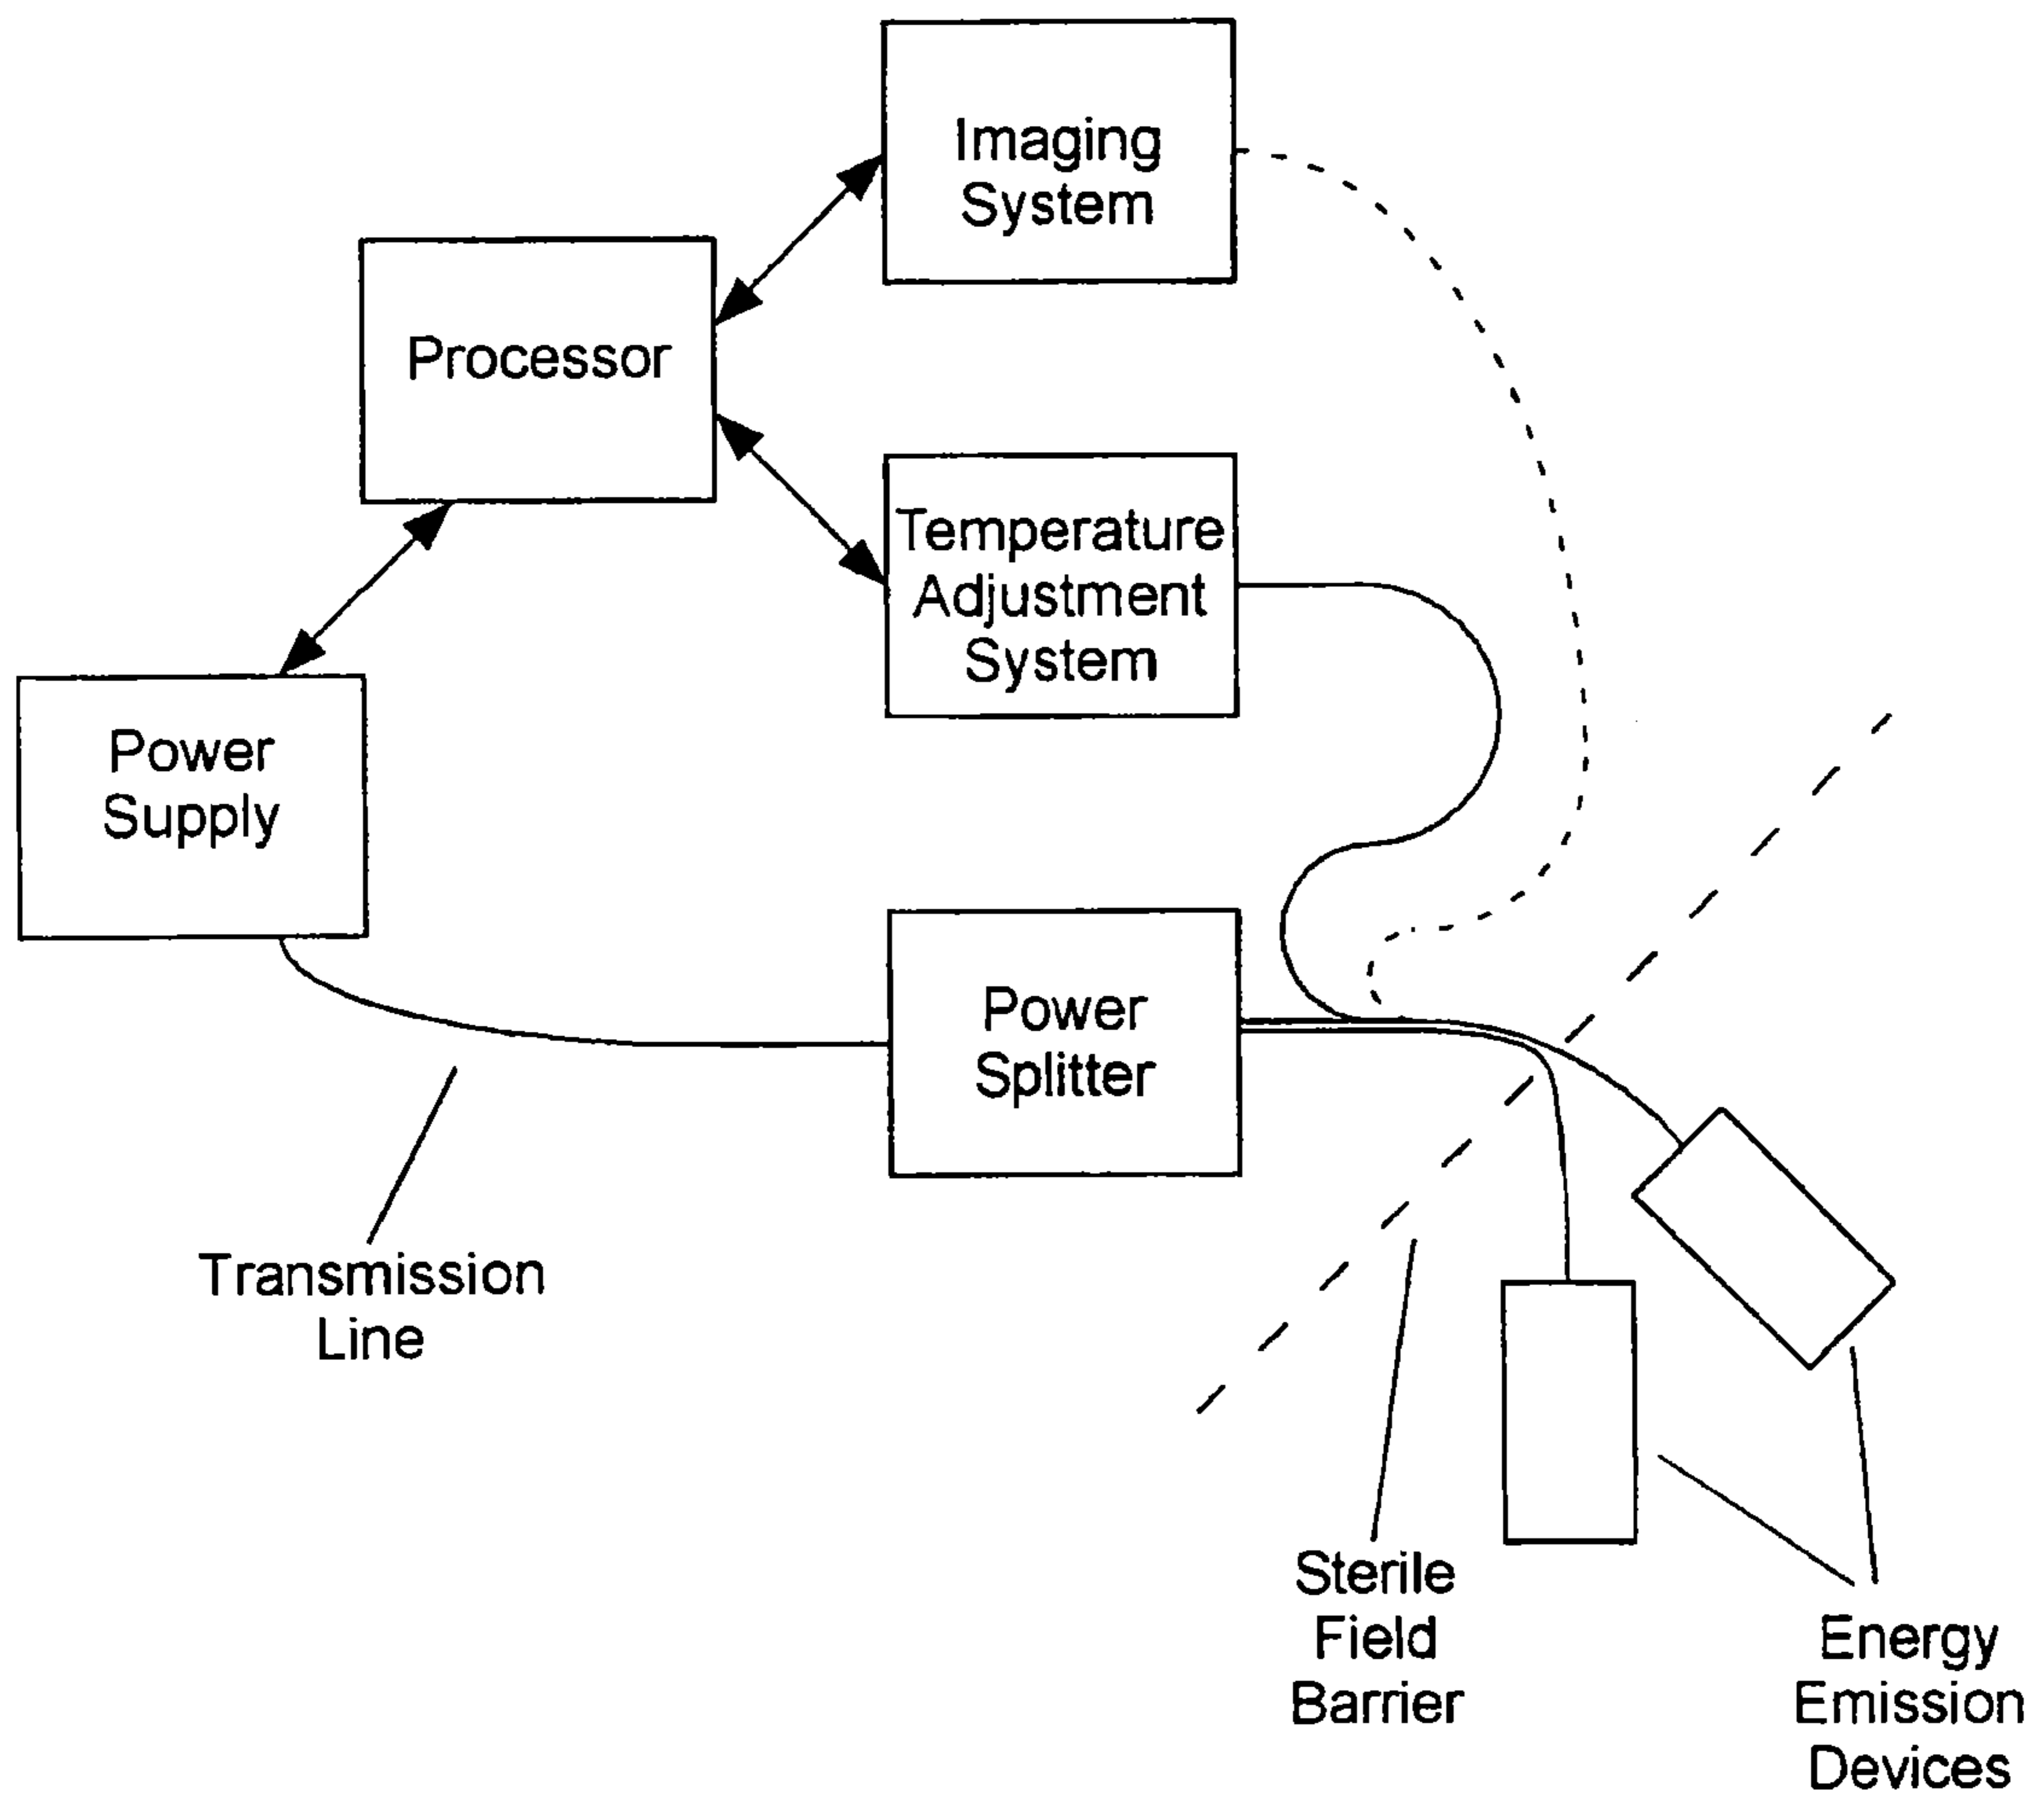 Imaging
System
Processor
Temperature
Adjustment
System
Power
Supply
Power
Splitter
Transmission
Line
Sterile
Field
Barrier
Energy
Emission
Devices